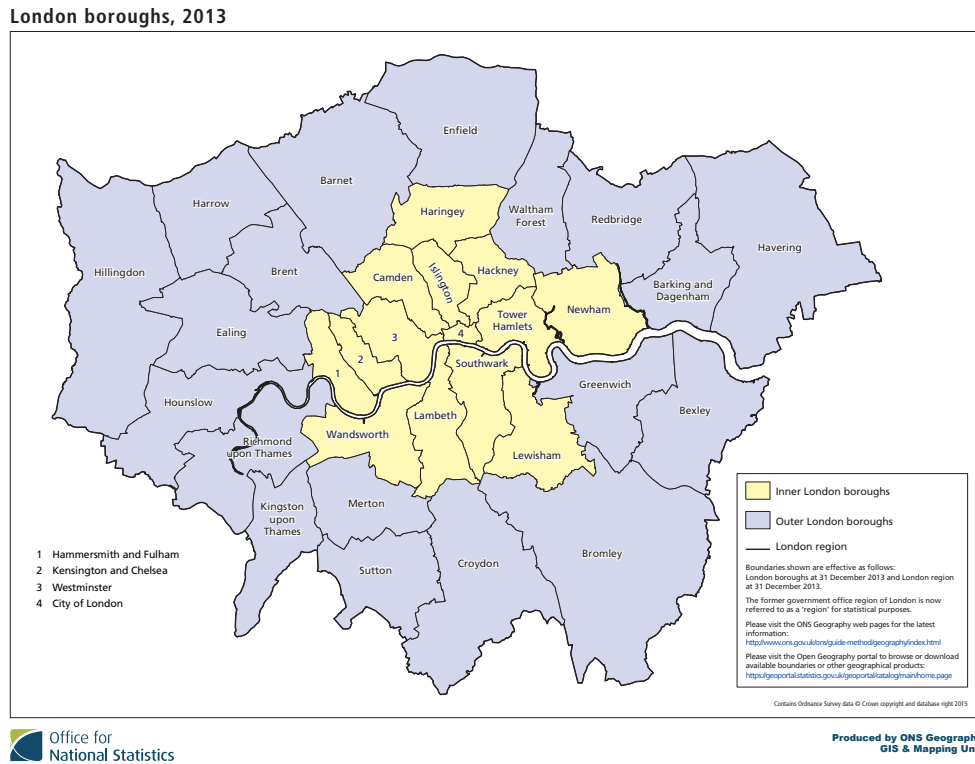 London boroughs, 2013
Enfield
Barnet
Harrow
Haringey
Waltham
Forest
Redbridge
Havering
Hillingdon
Brent
Camden
Islington
Hackney
Barking and
Dagenham
Newham
Tower
Hamlets
Ealing
3
4
2
1
Southwark
Greenwich
Hounslow
Bexley
Lambeth
Wandsworth
Richmond
upon Thames
Lewisham
Kingston
upon
Thames
Merton
Sutton
Croydon
Bromley
1 Hammersmith and Fulham
2 Kensington and Chelsea
3 Westminster
4 City of London
Inner London boroughs
Outer London boroughs
London region
Boundaries shown are effective as follows:
London boroughs at 31 December 2013 and London region
at 31 December 2013.
The former government office region of London is now
referred to as a 'region' for statistical purposes.
Please visit the ONS Geography web pages for the latest
information:
http://www.ons.gov.uk/ons/guide-method/geography/index.html
Please visit the Open Geography portal to browse or download
available boundaries or other geographical products:
https://geoportal.statistics.gov.uk/geoportal/catalog/main/home.page
Contains Ordnance Survey data © Crown copyright and database right 2015
Office for
National Statistics
Produced by ONS Geograph
GIS & Mapping Un